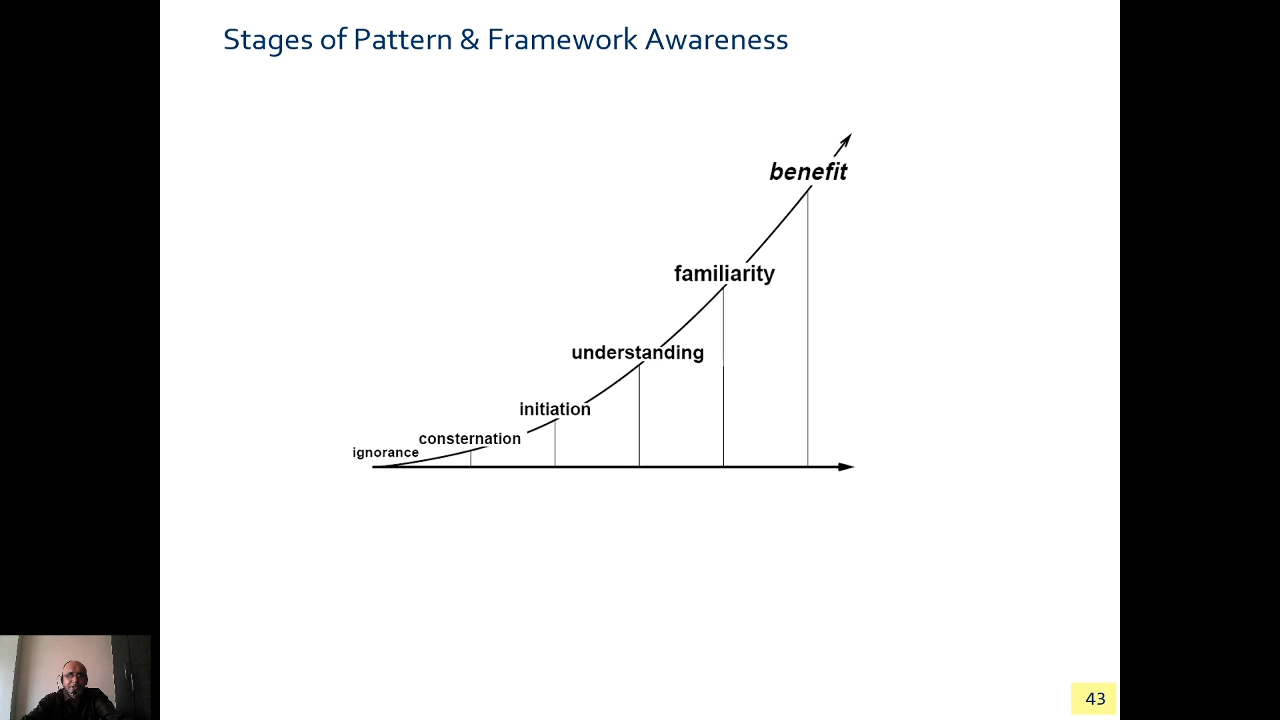 Stages of Pattern & Framework Awareness
benefit
familiarity
understanding
initiation
consternation
ignorance
43